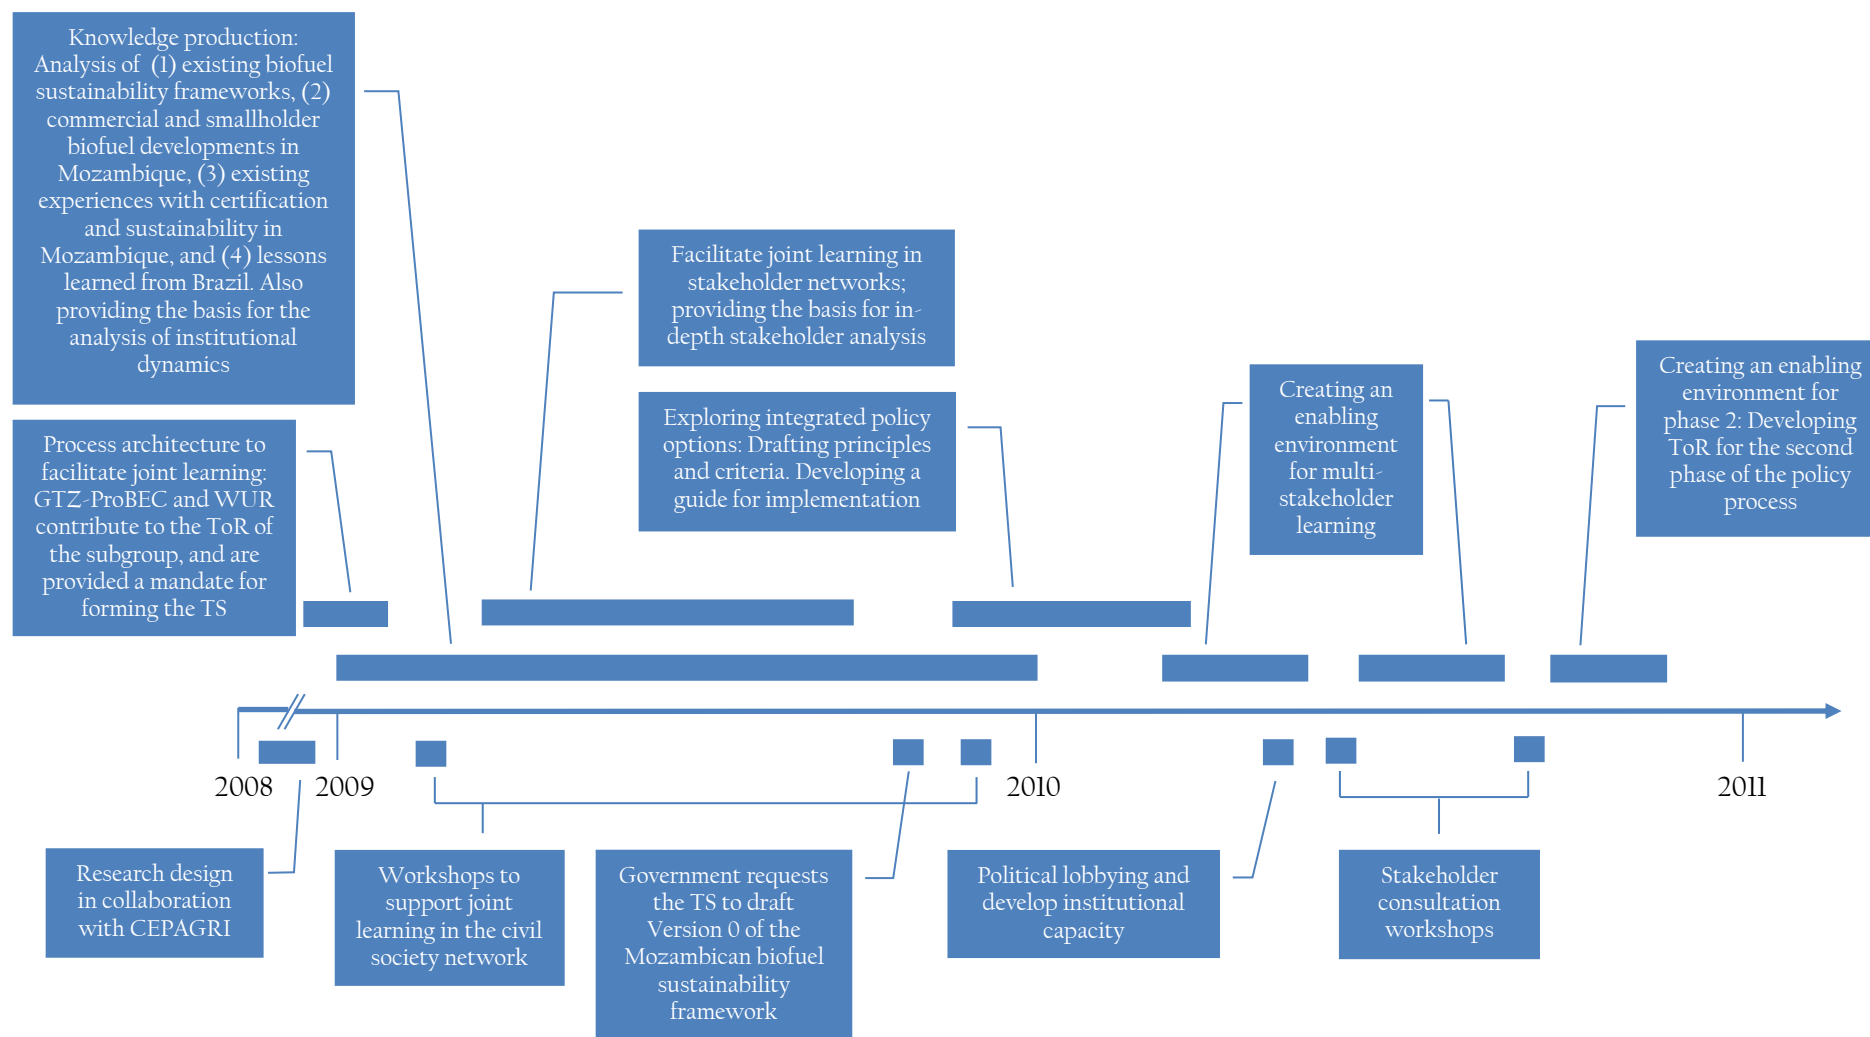 Knowledge production:
Analysis of (1) existing biofuel
sustainability frameworks, (2)
commercial and smallholder
biofuel developments in
Mozambique, (3) existing
experiences with certification
and sustainability in
Mozambique, and (4) lessons
learned from Brazil. Also
providing the basis for the
analysis of institutional
dynamics
Process architecture to
facilitate joint learning:
GTZ-ProBEC and WUR
contribute to the ToR of
the subgroup, and are
provided a mandate for
forming the TS
Facilitate joint learning in
stakeholder networks;
providing the basis for in-
depth stakeholder analysis
Exploring integrated policy
options: Drafting principles
and criteria. Developing a
guide for implementation
Creating an
enabling
environment
for multi-
stakeholder
learning
Creating an enabling
environment for
phase 2: Developing
ToR for the second
phase of the policy
process
2008
2009
2010
2011
Research design
in collaboration
with CEPAGRI
Workshops to
support joint
learning in the civil
society network
Government requests
the TS to draft
Version 0 of the
Mozambican biofuel
sustainability
framework
Political lobbying and
develop institutional
capacity
Stakeholder
consultation
workshops